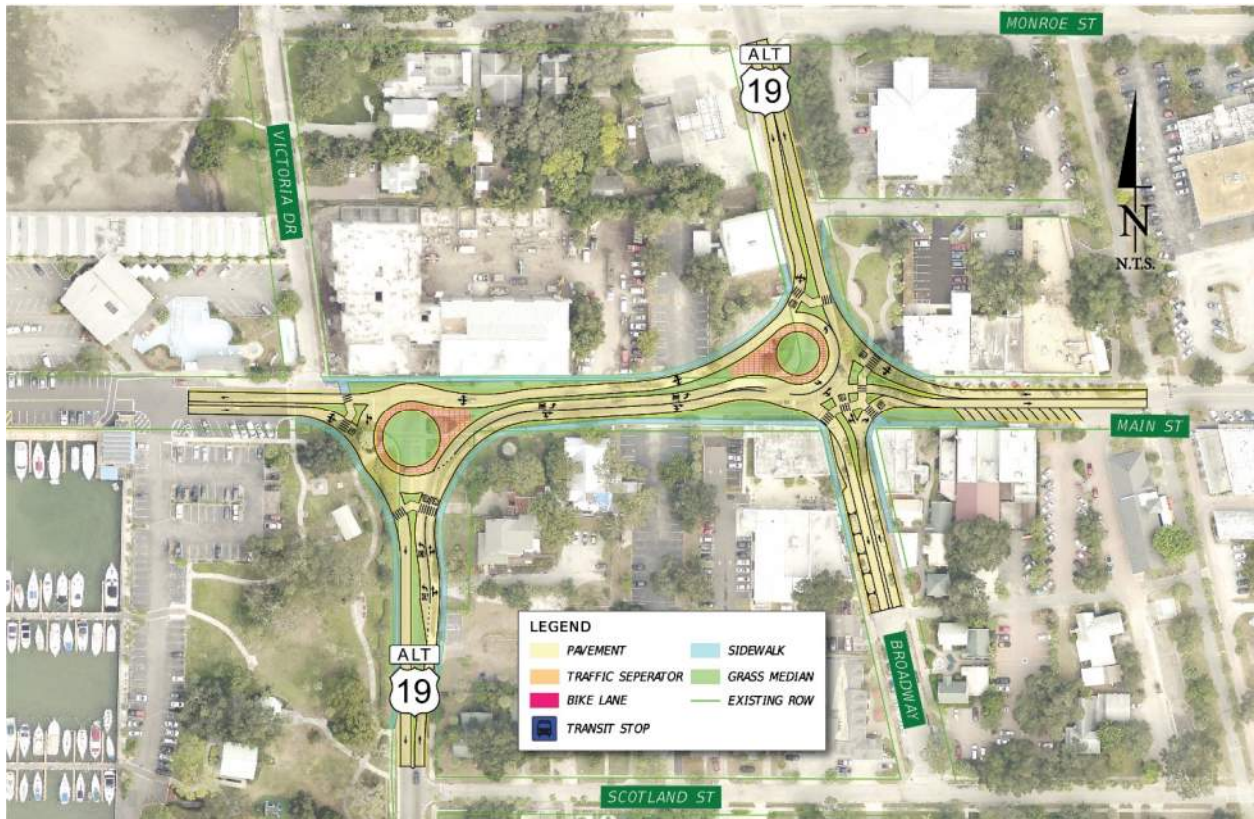 MONROE ST
ALT
19
VICTORIA DR
N
N.T.S.
MAIN ST
LEGEND
PAVEMENT
SIDEWALK
TRAFFIC SEPERATOR
GRASS MEDIAN
BIKE LANE
EXISTING ROW
TRANSIT STOP
ALT
19
BROADWAY
SCOTLAND ST